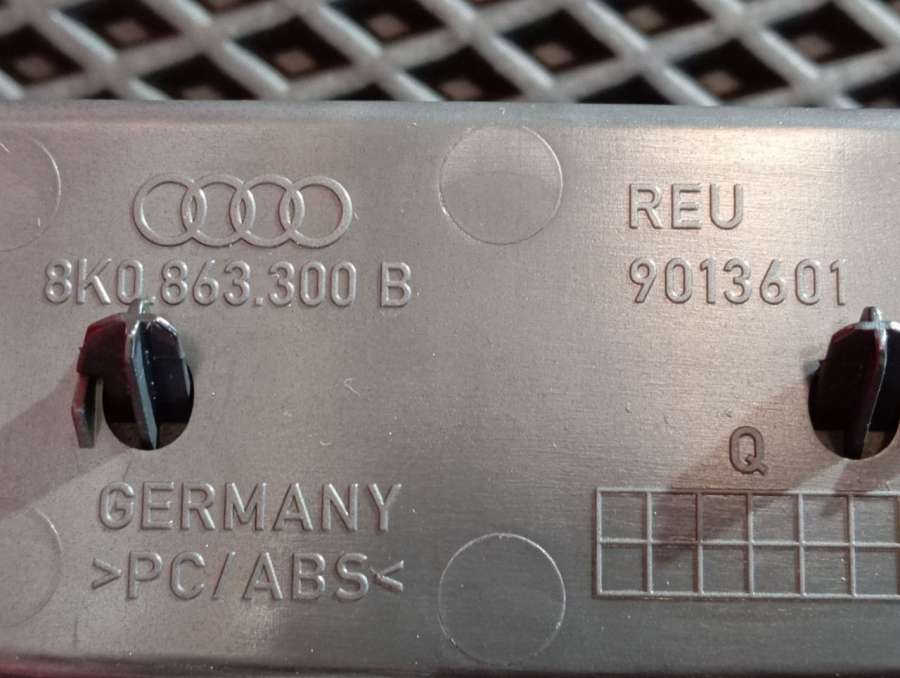 8K0.863.300 B
REU
9013601
Q
GERMANY
>PC/ABS<